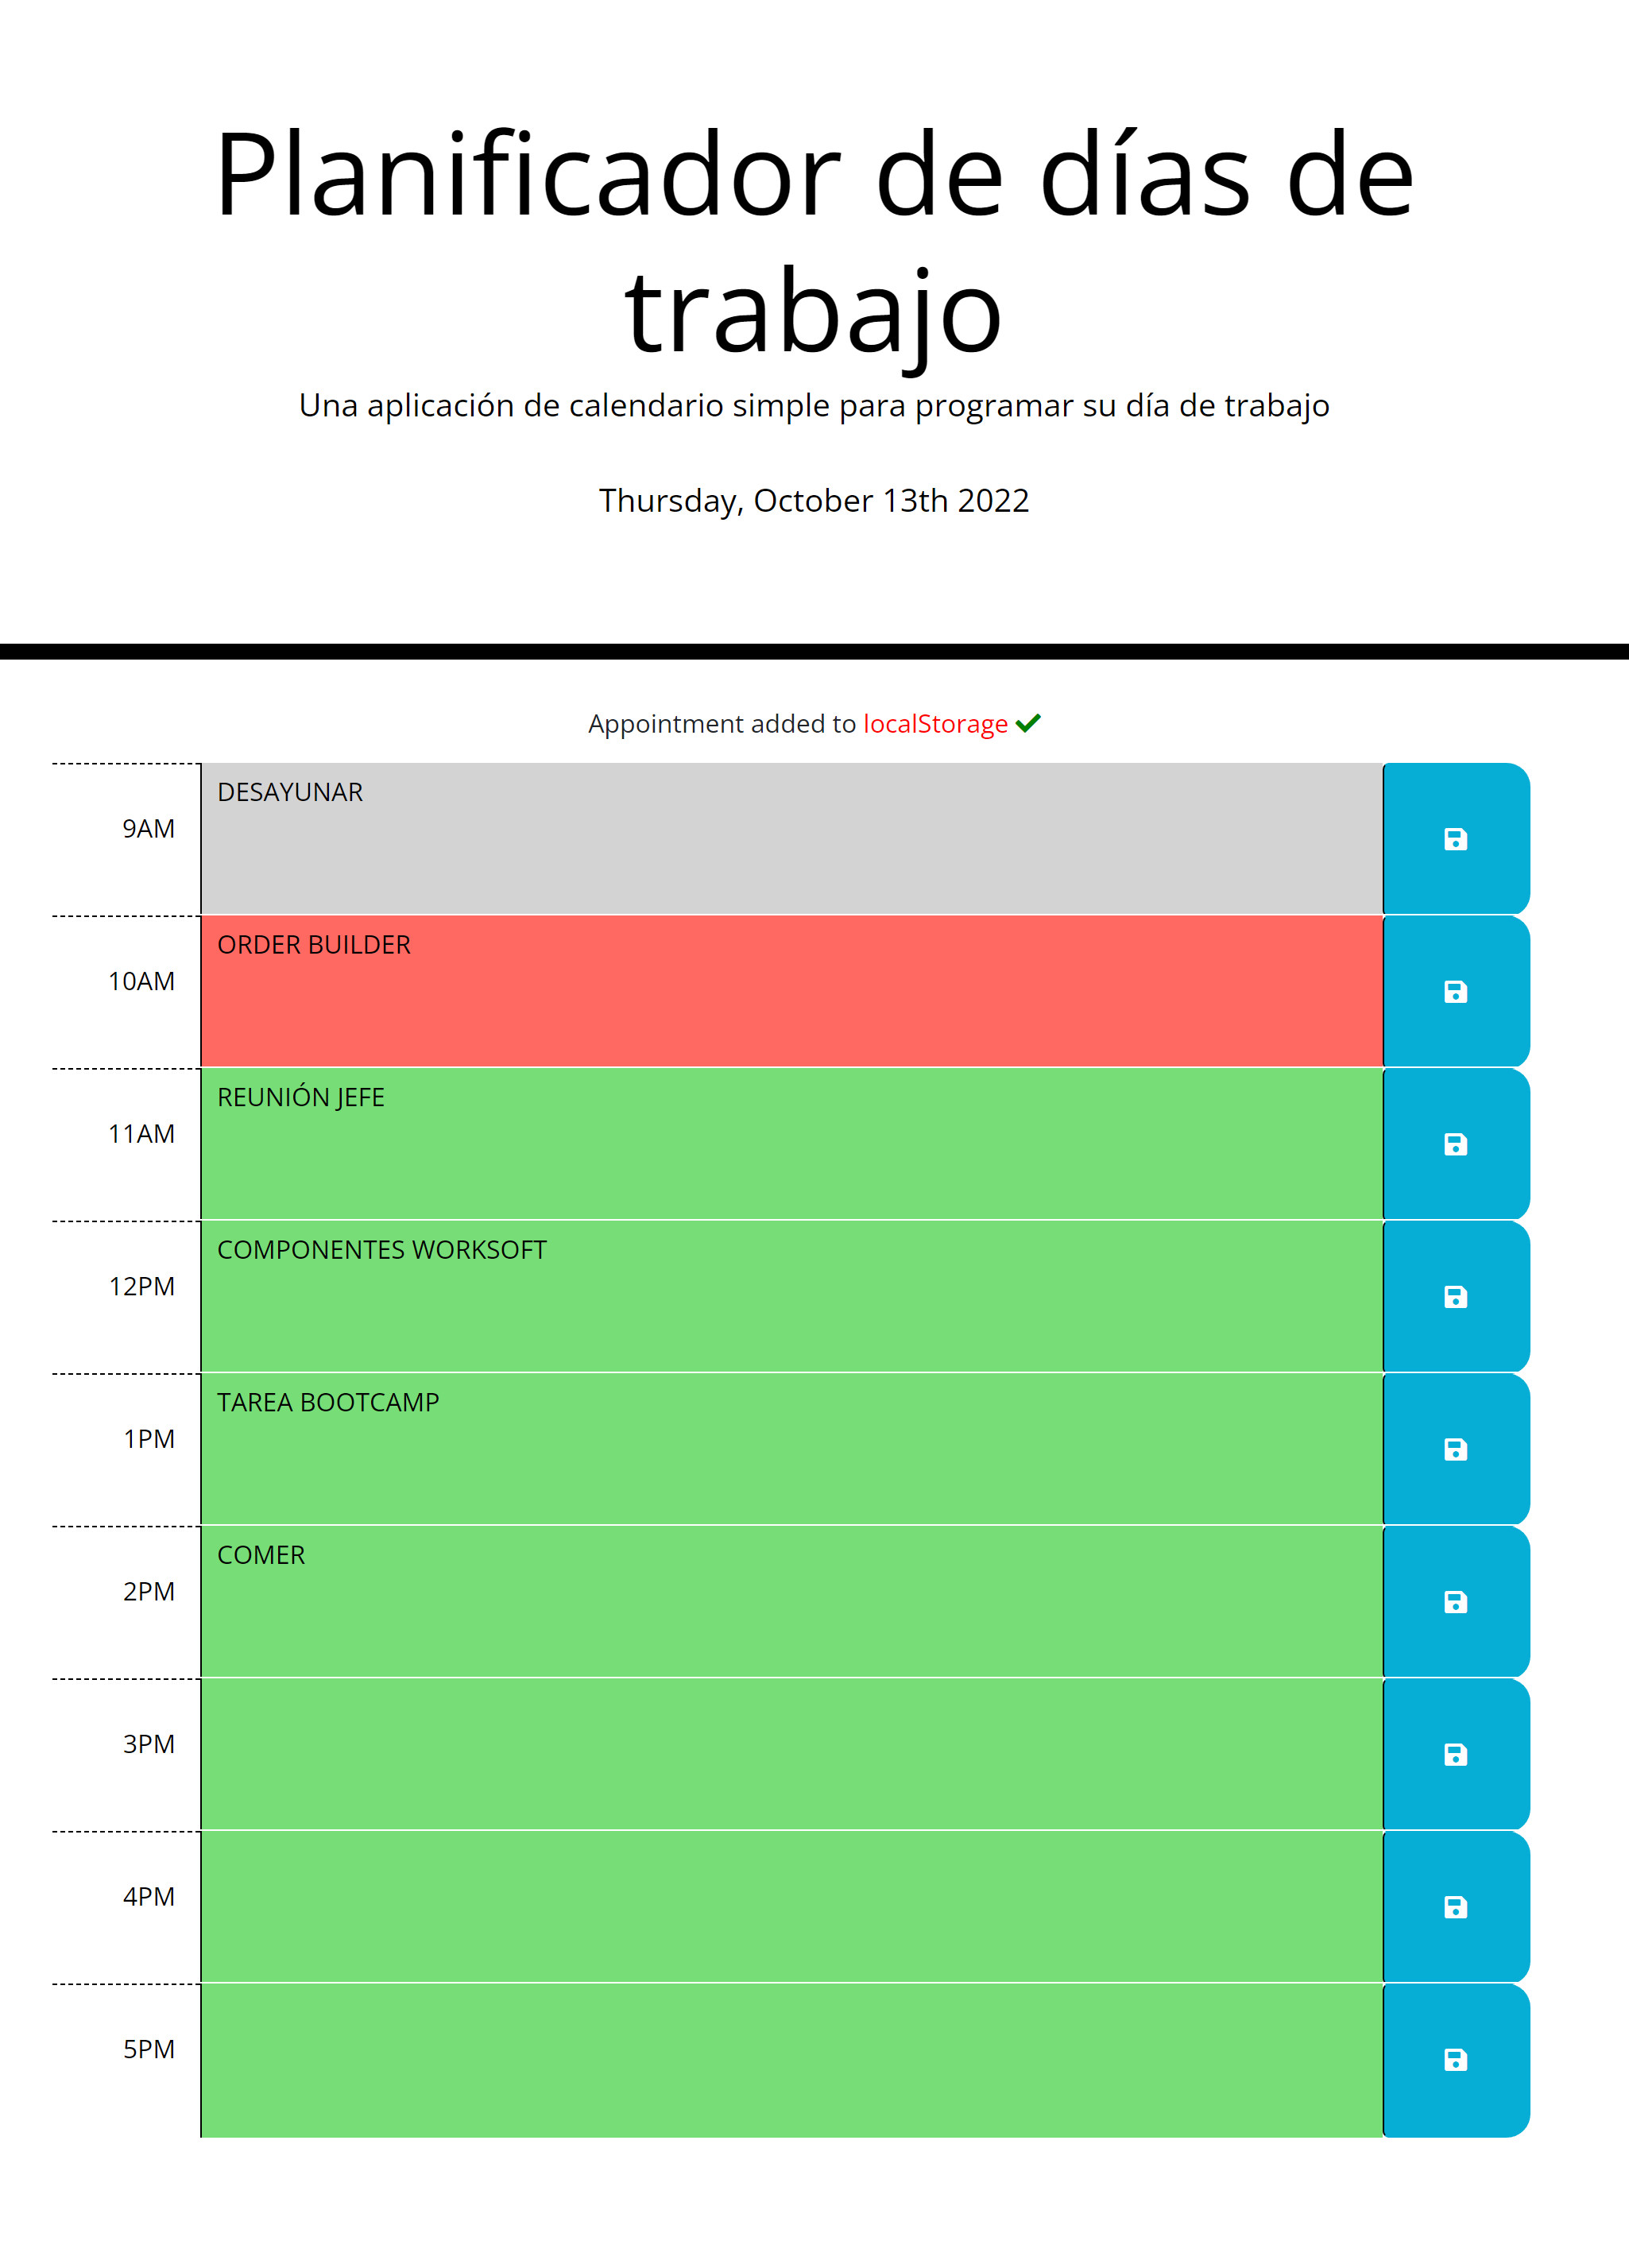 Planificador de días de
trabajo
Una aplicación de calendario simple para programar su día de trabajo
Thursday, October 13th 2022
Appointment added to localStorage
9AM
DESAYUNAR
10AM
ORDER BUILDER
11AM
REUNIÓN JEFE
12PM
COMPONENTES WORKSOFT
1PM
TAREA BOOTCAMP
2PM
COMER
3PM
4PM
5PM